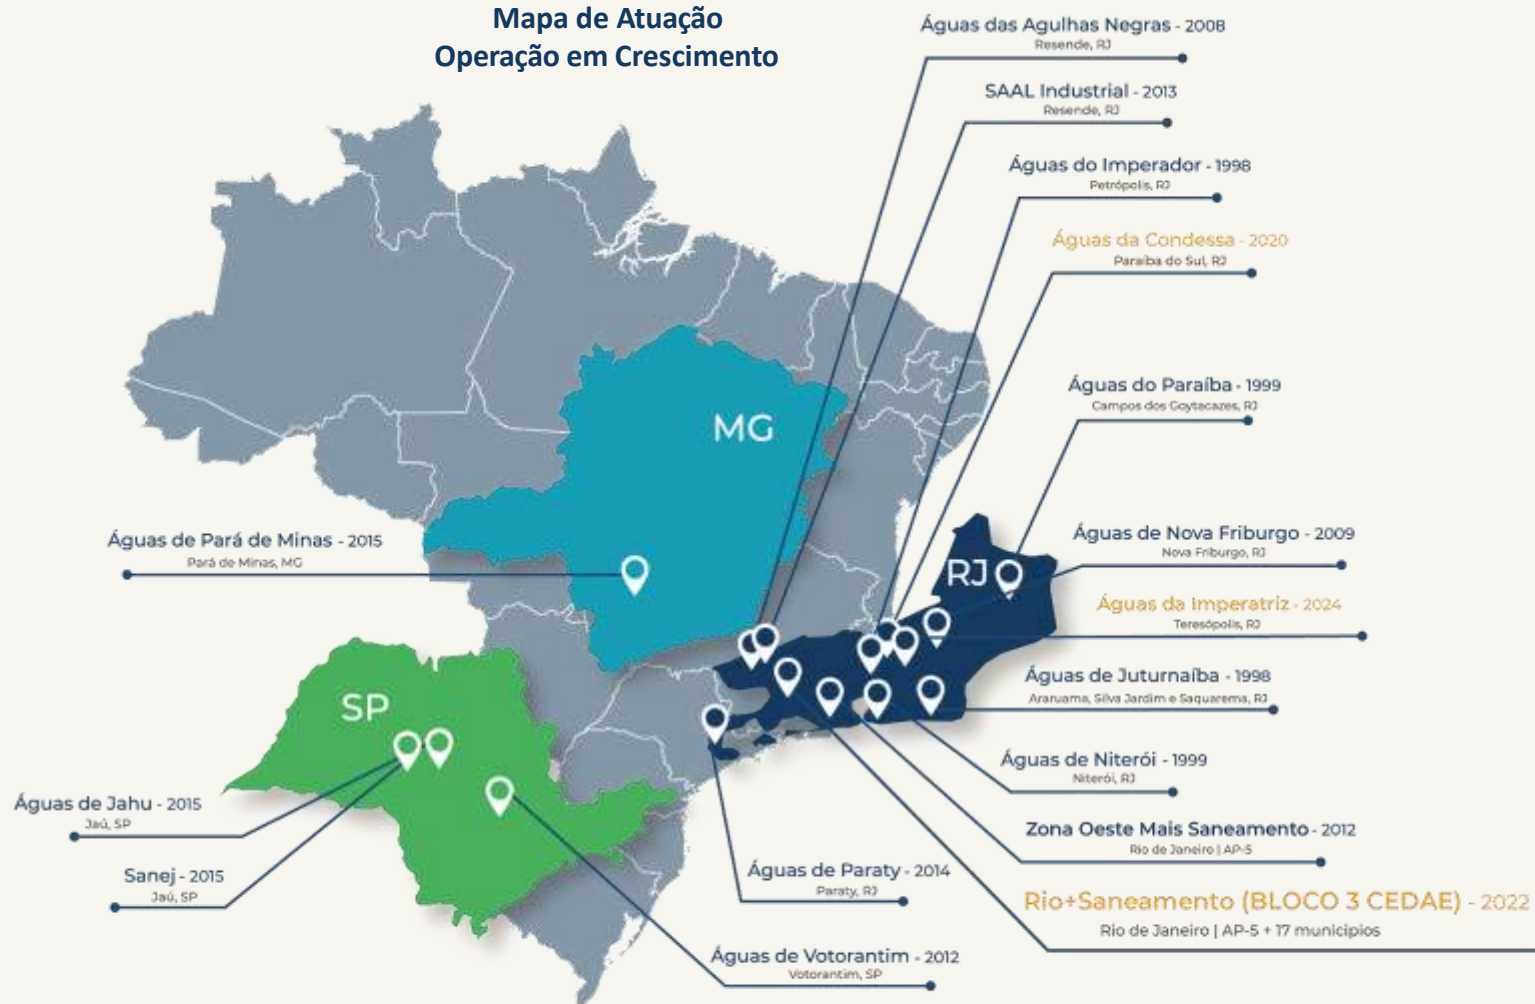 Mapa de Atuação
Operação em Crescimento
Águas das Agulhas Negras - 2008
Resende, RJ
SAAL Industrial - 2013
Resende, RJ
Águas do Imperador - 1998
Petrópolis, RJ
Águas da Condessa - 2020
Paraíba do Sul, RJ
Águas do Paraíba - 1999
Campos dos Goytacazes, RJ
MG
Águas de Pará de Minas - 2015
Pará de Minas, MG
RJ
Águas de Nova Friburgo - 2009
Nova Friburgo, RJ
Águas da Imperatriz - 2024
Teresópolis, RJ
Águas de Juturnaíba - 1998
Araruama, Silva Jardim e Saquarema, RJ
SP
Águas de Niterói - 1999
Niterói, RJ
Águas de Jahu - 2015
Jaú, SP
Zona Oeste Mais Saneamento - 2012
Rio de Janeiro | AP-5
Sanej - 2015
Jaú, SP
Águas de Paraty - 2014
Paraty, RJ
Rio+Saneamento (BLOCO 3 CEDAE) - 2022
Rio de Janeiro | AP-5 + 17 municípios
Águas de Votorantim - 2012
Votorantim, SP